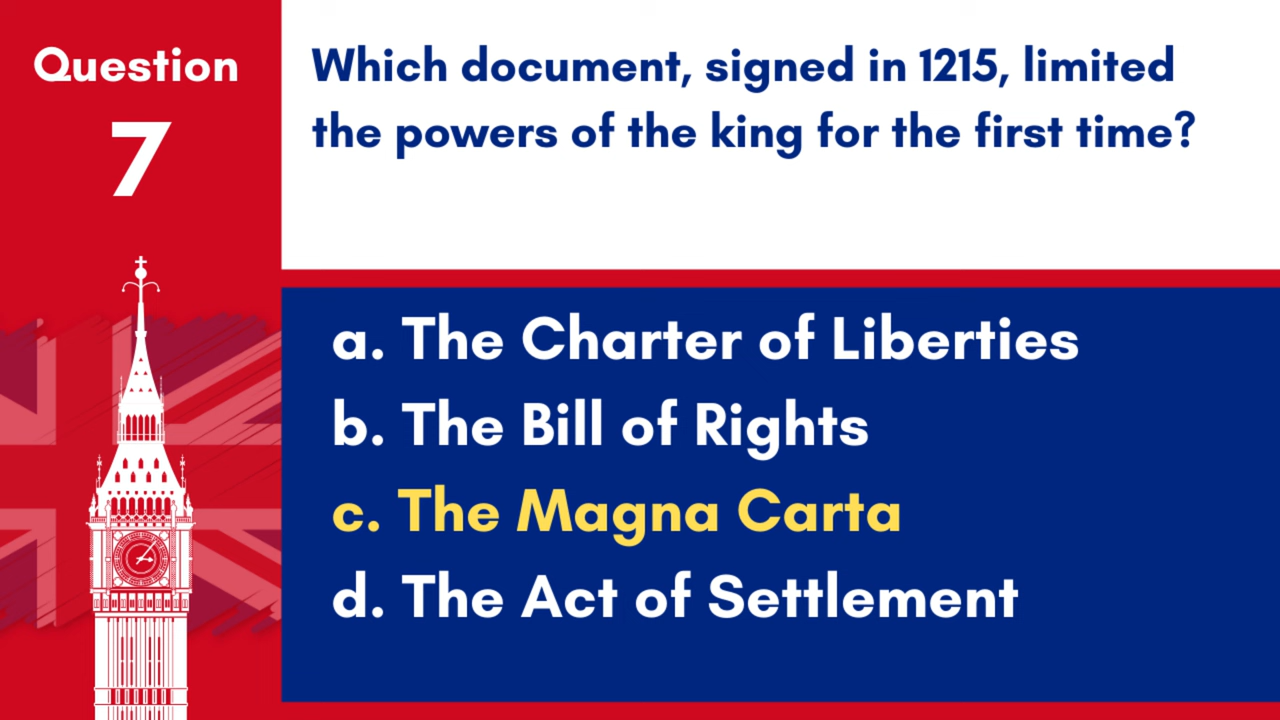 Question
7
Which document, signed in 1215, limited
the powers of the king for the first time?
a. The Charter of Liberties
b. The Bill of Rights
c. The Magna Carta
d. The Act of Settlement